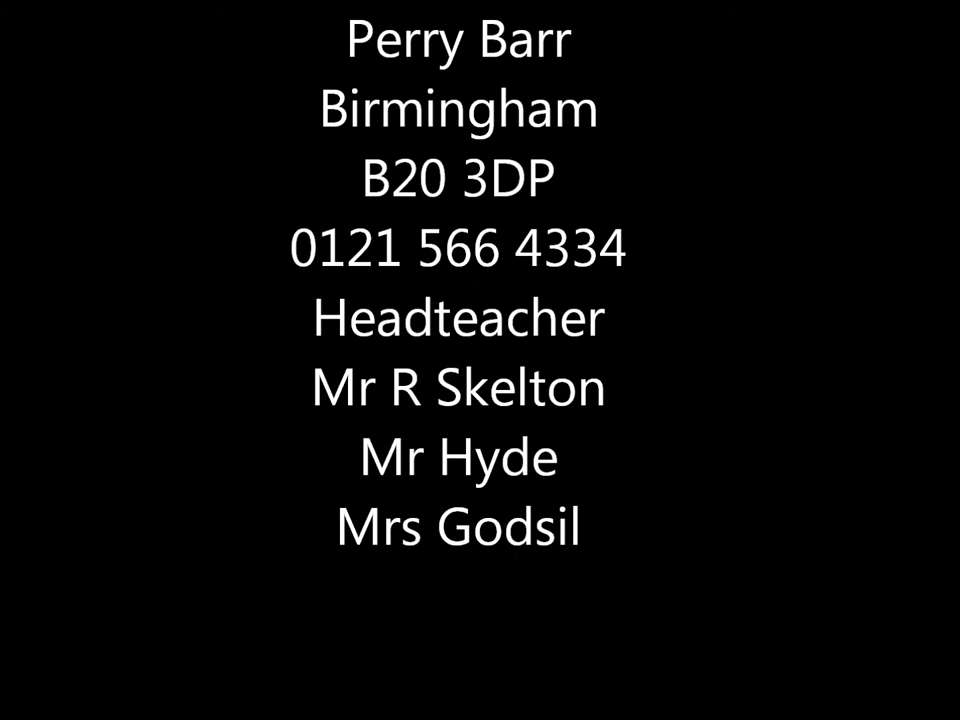 Perry Barr
Birmingham
B20 3DP
0121 566 4334
Headteacher
Mr R Skelton
Mr Hyde
Mrs Godsil